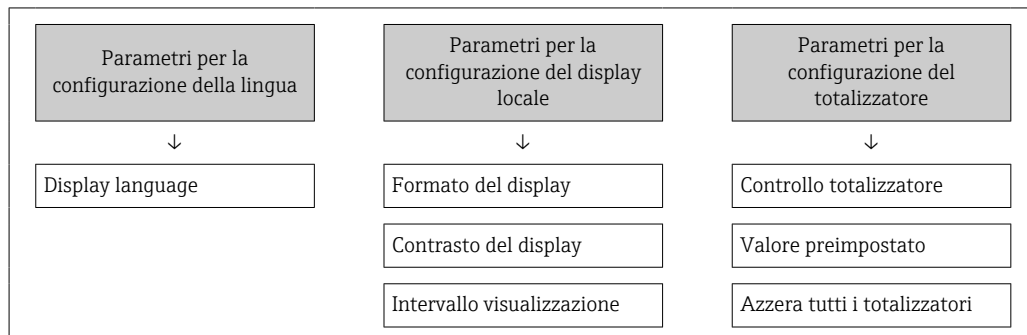 Parametri per la
configurazione della lingua
↓
Display language
Parametri per la
configurazione del display
locale
↓
Formato del display
Contrasto del display
Intervallo visualizzazione
Parametri per la
configurazione del
totalizzatore
↓
Controllo totalizzatore
Valore preimpostato
Azzera tutti i totalizzatori